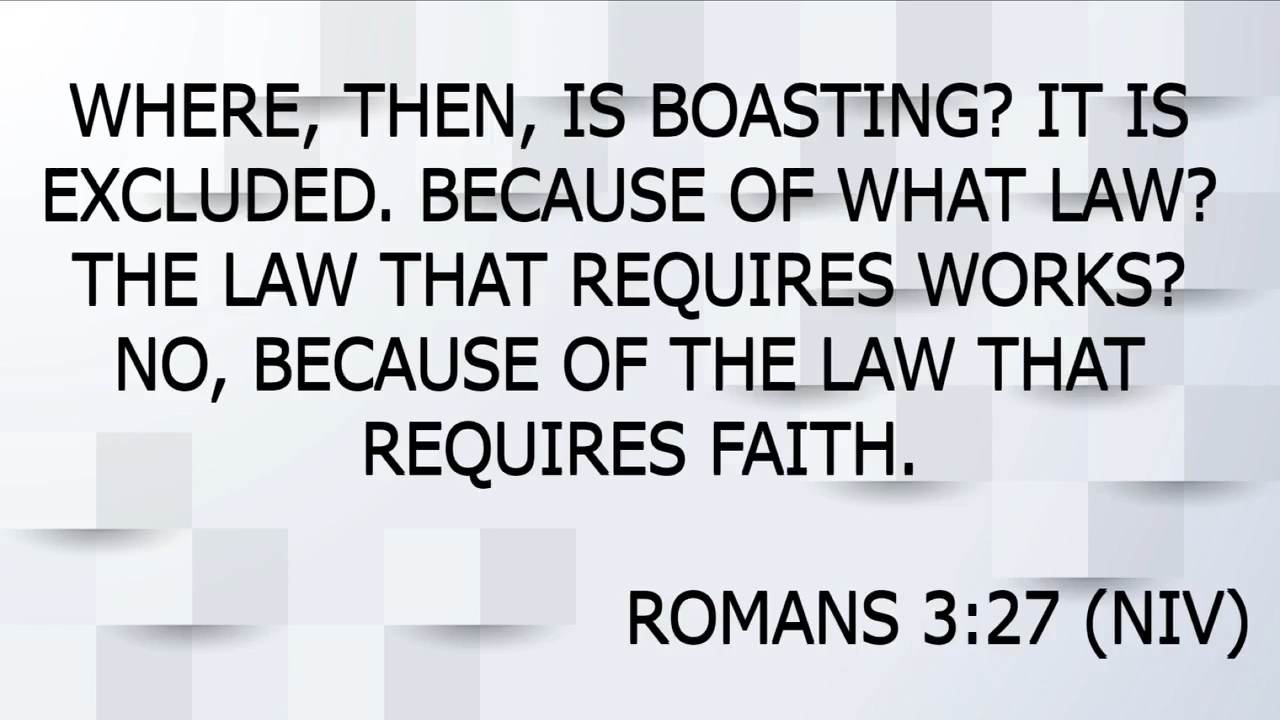 WHERE, THEN, IS BOASTING? IT IS
EXCLUDED. BECAUSE OF WHAT LAW?
THE LAW THAT REQUIRES WORKS?
NO, BECAUSE OF THE LAW THAT
REQUIRES FAITH.
ROMANS 3:27 (NIV)